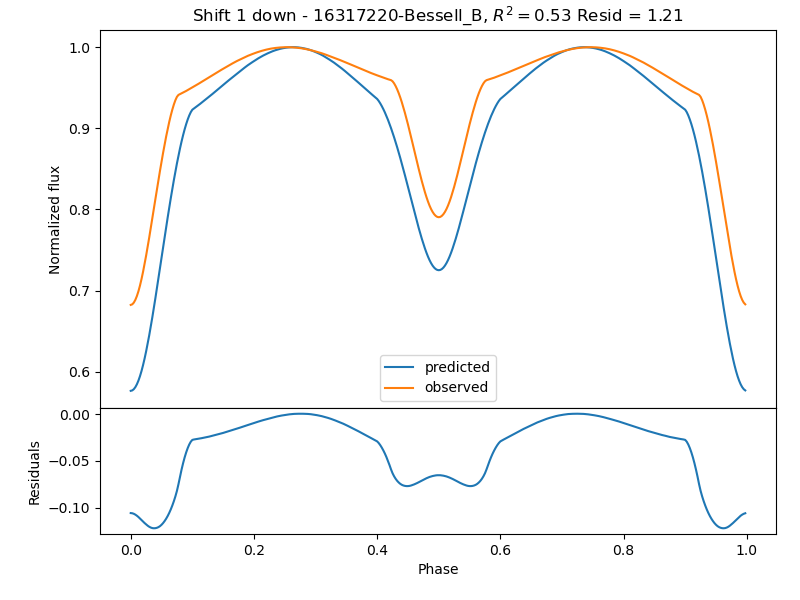 Shift 1 down - 16317220-Bessell_B, R² = 0.53 Resid = 1.21
Normalized flux
1.0
0.9
0.8
0.7
0.6
predicted
observed
Residuals
0.00
−0.05
−0.10
0.0
0.2
0.4
0.6
0.8
1.0
Phase